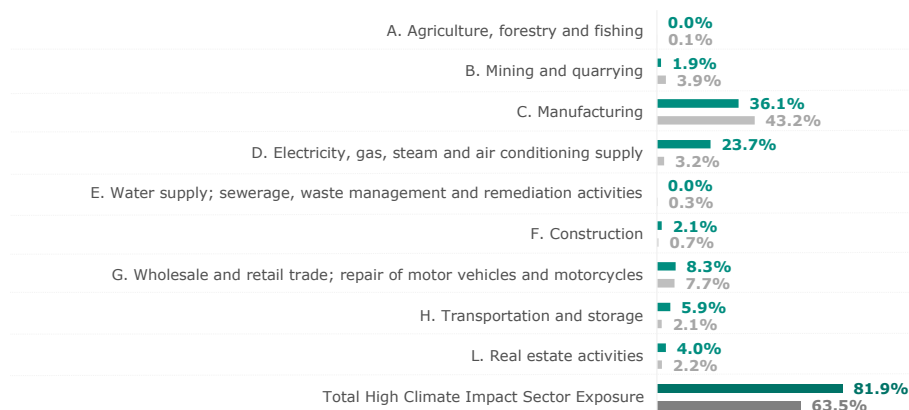 A. Agriculture, forestry and fishing
0.0%
0.1%
B. Mining and quarrying
1.9%
3.9%
C. Manufacturing
36.1%
43.2%
D. Electricity, gas, steam and air conditioning supply
23.7%
3.2%
E. Water supply; sewerage, waste management and remediation activities
0.0%
0.3%
F. Construction
2.1%
0.7%
G. Wholesale and retail trade; repair of motor vehicles and motorcycles
8.3%
7.7%
H. Transportation and storage
5.9%
2.1%
L. Real estate activities
4.0%
2.2%
Total High Climate Impact Sector Exposure
81.9%
63.5%